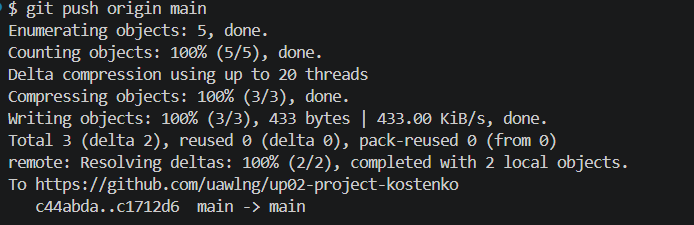 $ git push origin main
Enumerating objects: 5, done.
Counting objects: 100% (5/5), done.
Delta compression using up to 20 threads
Compressing objects: 100% (3/3), done.
Writing objects: 100% (3/3), 433 bytes | 433.00 KiB/s, done.
Total 3 (delta 2), reused 0 (delta 0), pack-reused 0 (from 0)
remote: Resolving deltas: 100% (2/2), completed with 2 local objects.
To https://github.com/uawlng/up02-project-kostenko
   c44abda..c1712d6  main -> main